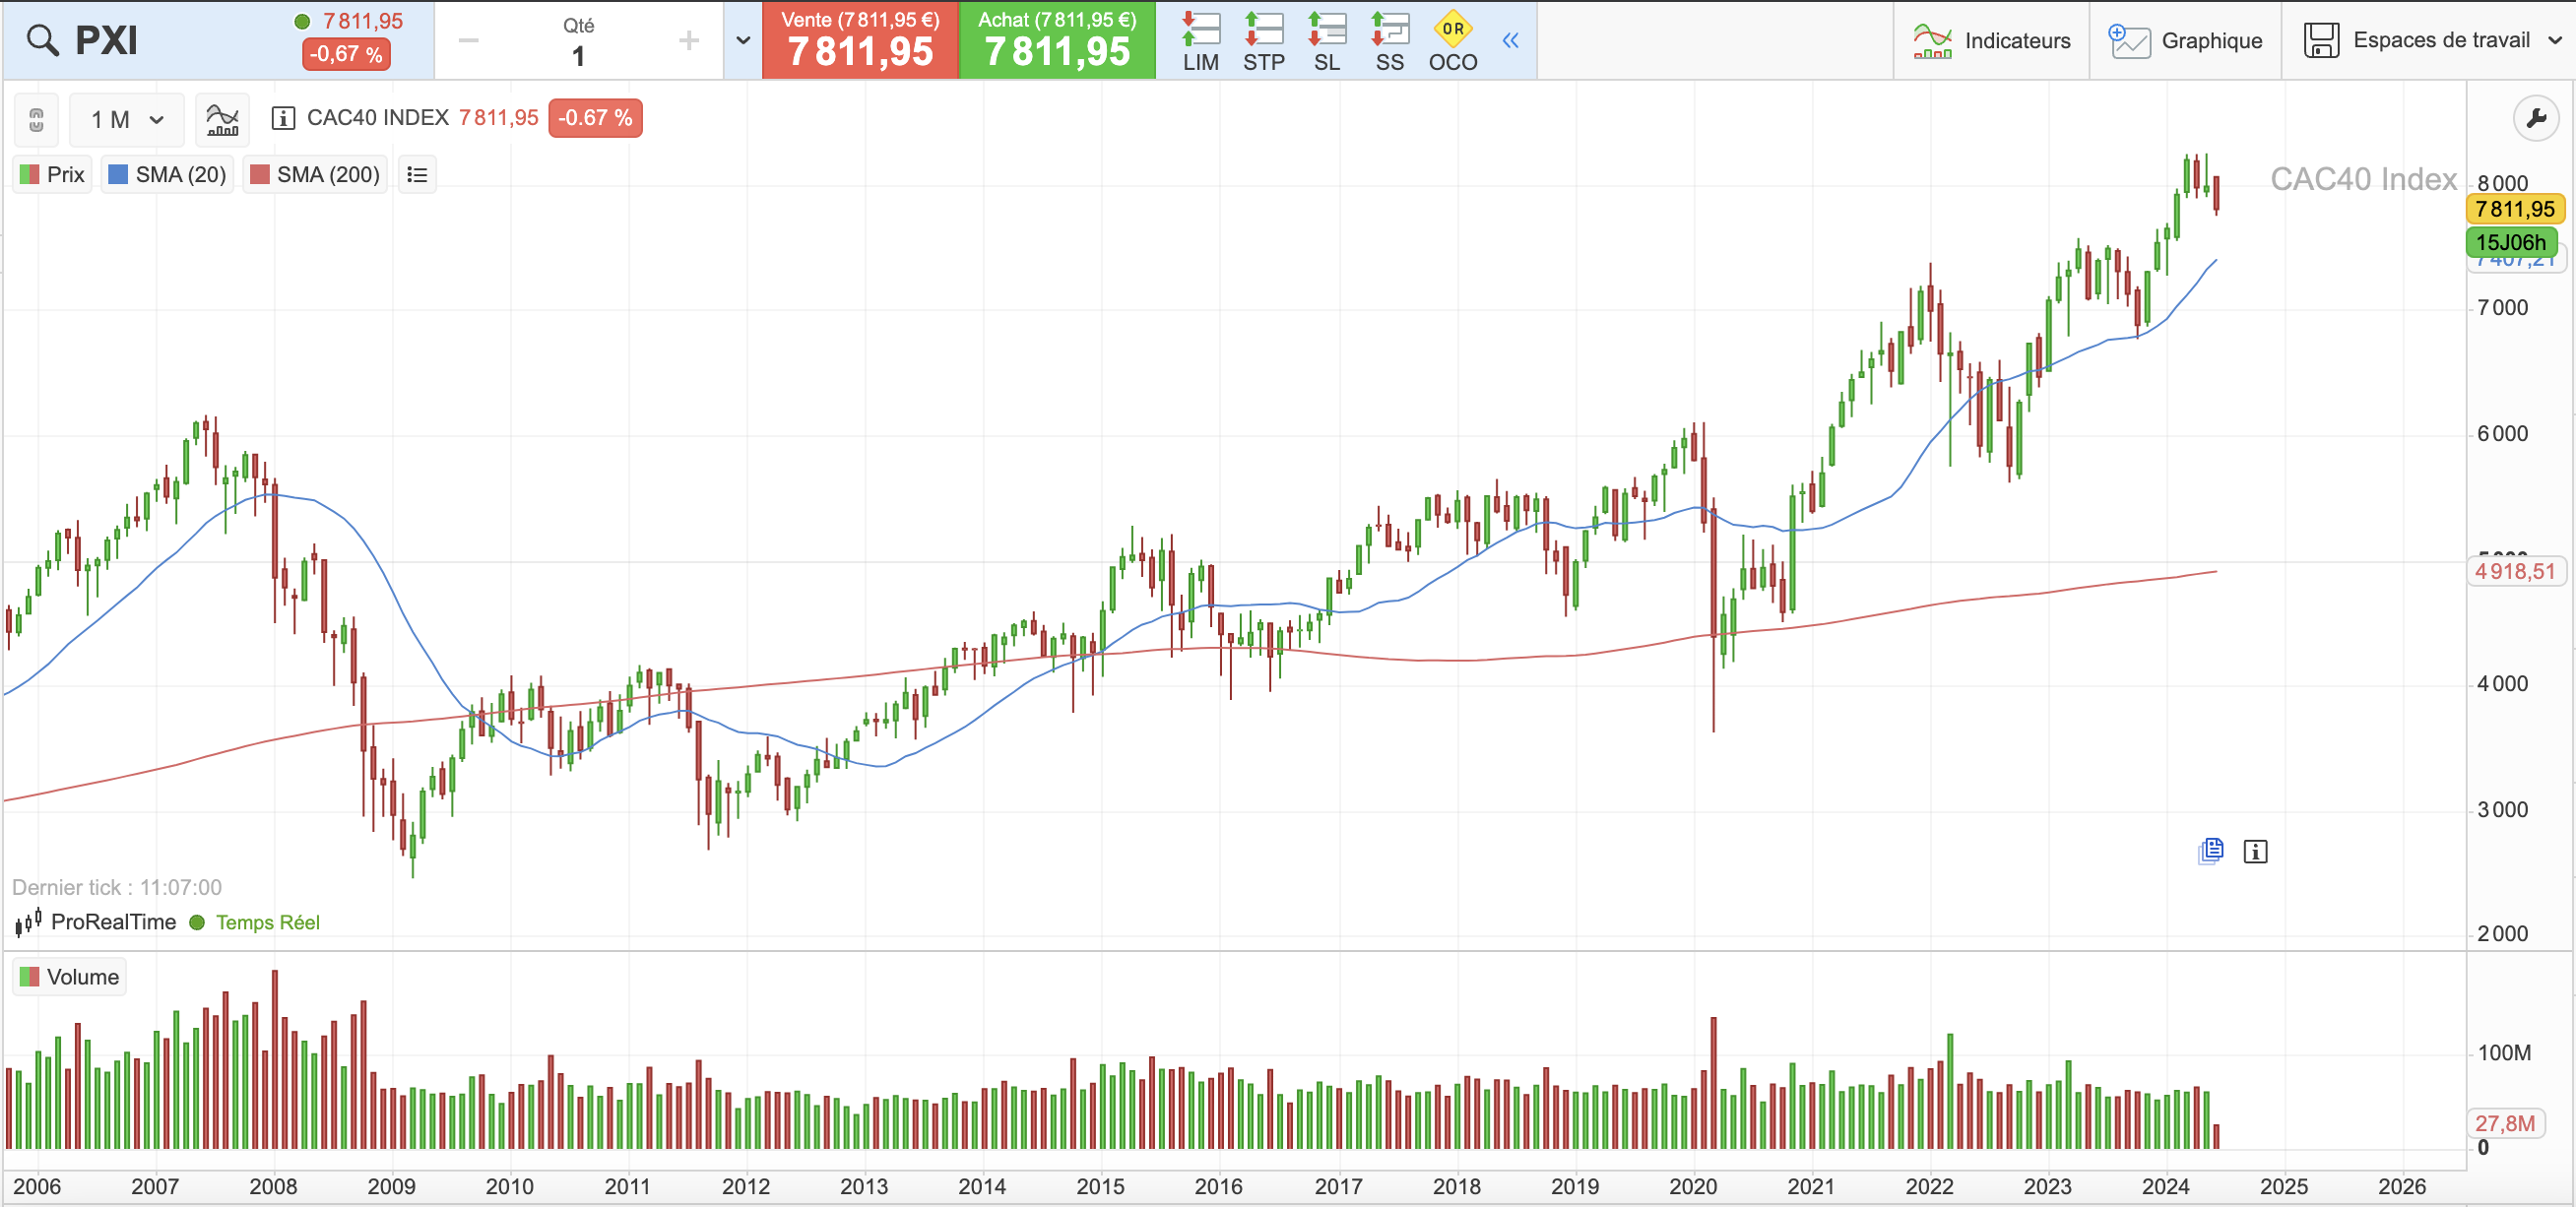 PXI
7 811,95
-0,67 %
Qté
1
Vente (7 811,95 €)
7 811,95
Achat (7 811,95 €)
7 811,95
LIM
STP
SL
SS
OR
OCO
Indicateurs
Graphique
Espaces de travail
1 M
CAC40 INDEX 7 811,95 -0.67 %
Prix
SMA (20)
SMA (200)
CAC40 Index
8 000
7 811,95
15J06h
7 407,21
7 000
6 000
4 918,51
4 000
3 000
2 000
Dernier tick : 11:07:00
ProRealTime
Temps Réel
Volume
100M
27,8M
0
2006 2007 2008 2009 2010 2011 2012 2013 2014 2015 2016 2017 2018 2019 2020 2021 2022 2023 2024 2025 2026